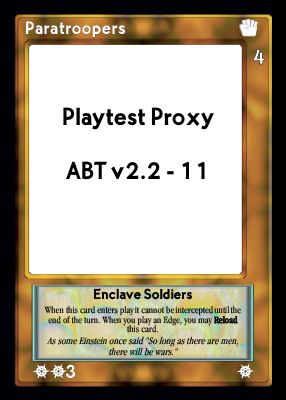 Paratroopers
4
Playtest Proxy
ABT v2.2 - 11
Enclave Soldiers
When this card enters play it cannot be intercepted until the
end of the turn. When you play an Edge, you may Reload
this card.
As some Einstein once said "So long as there are men,
there will be wars."
3